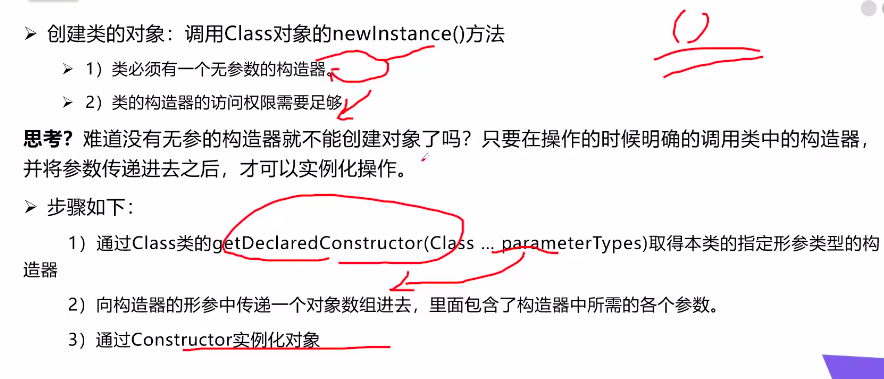 ➢ 创建类的对象：调用Class对象的newInstance()方法
➢ 1）类必须有一个无参数的构造器。
➢ 2）类的构造器的访问权限需要足够
思考？难道没有无参的构造器就不能创建对象了吗？只要在操作的时候明确的调用类中的构造器，
并将参数传递进去之后，才可以实例化操作。
➢ 步骤如下：
1）通过Class类的getDeclaredConstructor(Class … parameterTypes)取得本类的指定形参类型的构
造器
2）向构造器的形参中传递一个对象数组进去，里面包含了构造器中所需的各个参数。
3）通过Constructor实例化对象